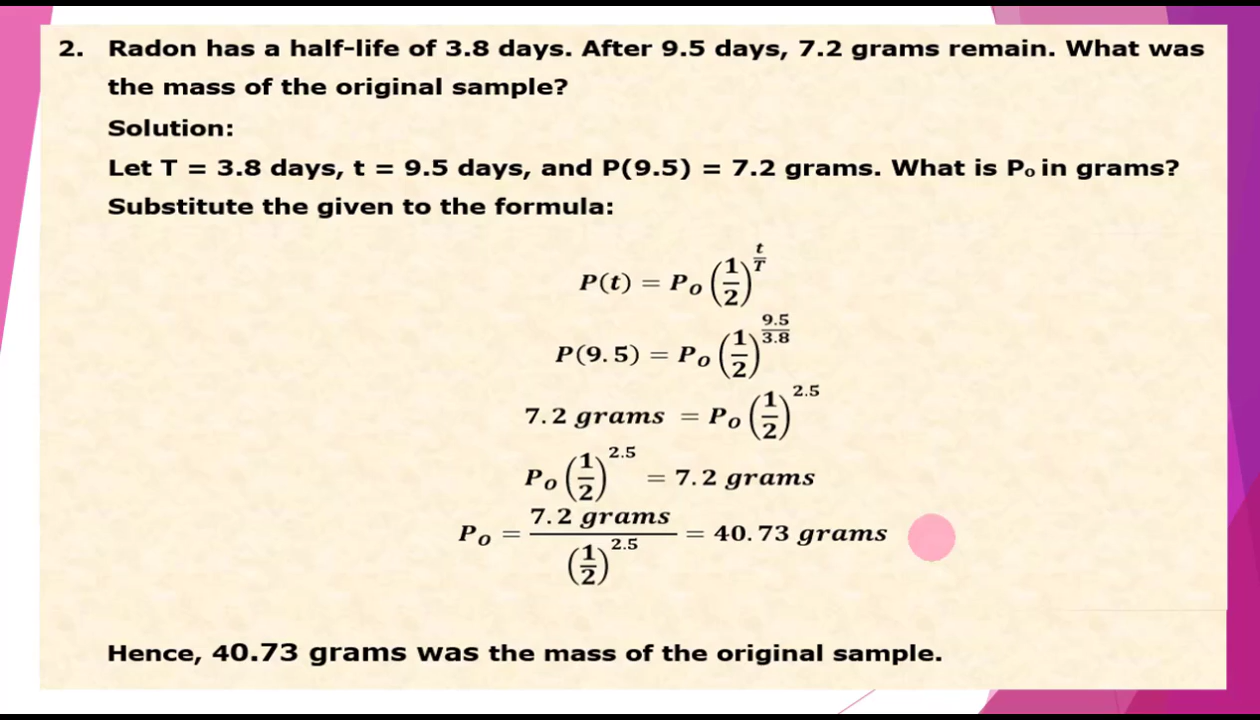 2. Radon has a half-life of 3.8 days. After 9.5 days, 7.2 grams remain. What was
the mass of the original sample?
Solution:
Let T = 3.8 days, t = 9.5 days, and P(9.5) = 7.2 grams. What is Pₒ in grams?
Substitute the given to the formula:
P(t) = Pₒ (1/2)^(t/T)
P(9.5) = Pₒ (1/2)^(9.5/3.8)
7.2 grams = Pₒ (1/2)^2.5
Pₒ (1/2)^2.5 = 7.2 grams
Pₒ = 7.2 grams / (1/2)^2.5 = 40.73 grams
Hence, 40.73 grams was the mass of the original sample.